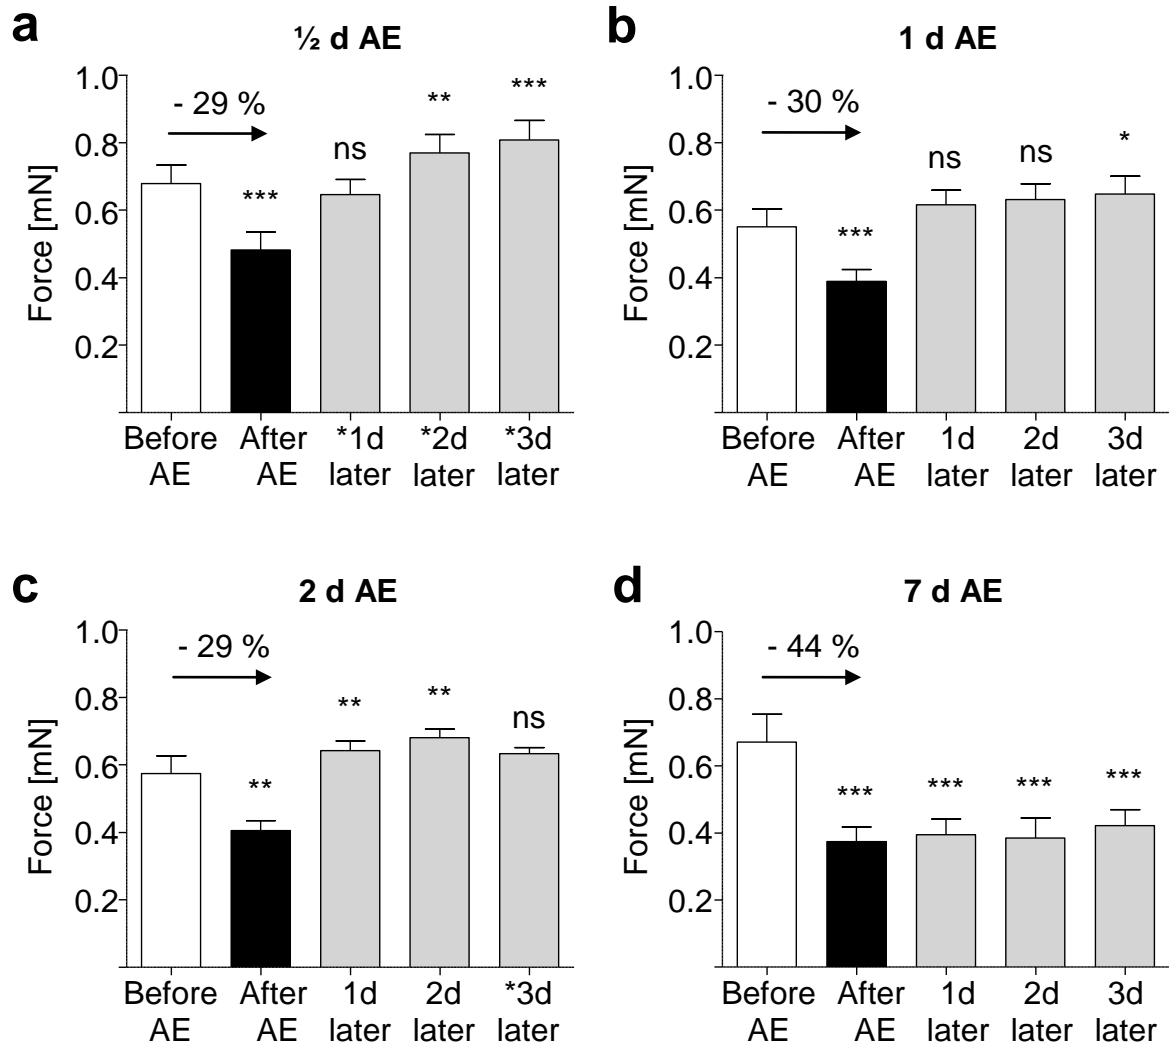 a
½ d AE
1.0
0.8
0.6
0.4
0.2
Force [mN]
- 29 %
***
ns
**
***
Before AE
After AE
*1d later
*2d later
*3d later
b
1 d AE
1.0
0.8
0.6
0.4
0.2
Force [mN]
- 30 %
***
ns
ns
*
Before AE
After AE
1d later
2d later
3d later
c
2 d AE
1.0
0.8
0.6
0.4
0.2
Force [mN]
- 29 %
**
**
**
ns
Before AE
After AE
1d later
2d later
*3d later
d
7 d AE
1.0
0.8
0.6
0.4
0.2
Force [mN]
- 44 %
***
***
***
***
Before AE
After AE
1d later
2d later
3d later